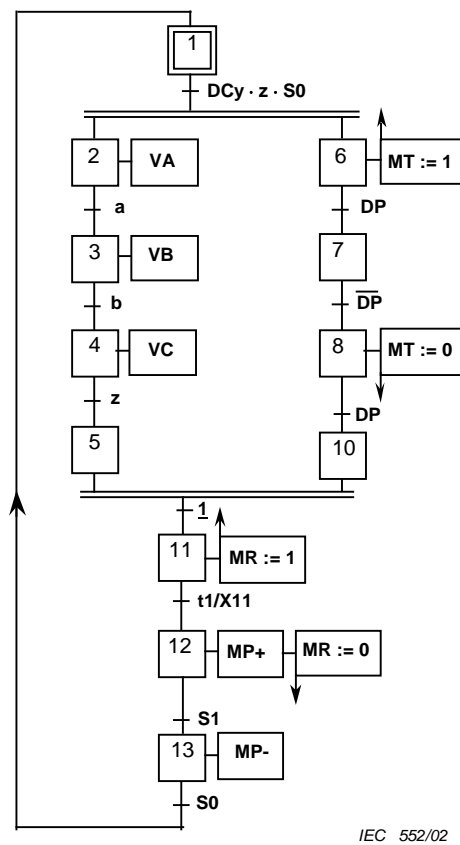 1
DCy · z · S0
2 VA 6 MT := 1
a DP
3 VB 7
b D̅P̅
4 VC 8 MT := 0
z DP
5 10
1
11 MR := 1
t1/X11
12 MP+ MR := 0
S1
13 MP-
S0
IEC 552/02